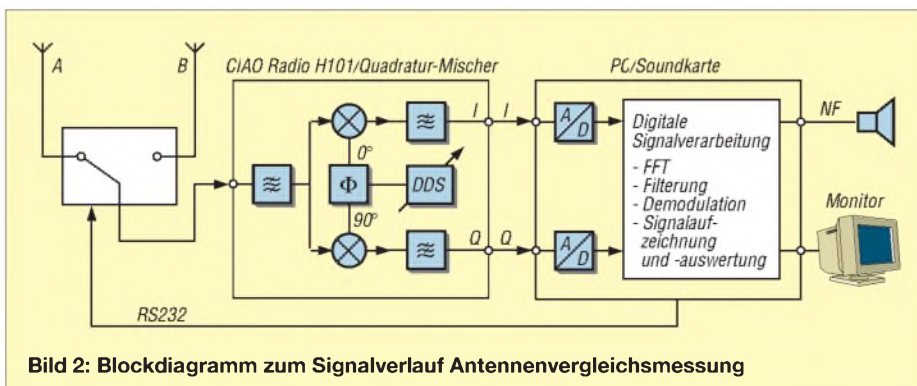 A
B
CIAO Radio H101/Quadratur-Mischer
PC/Soundkarte
I
I
A/D
Digitale
Signalverarbeitung
- FFT
- Filterung
- Demodulation
- Signalauf-
zeichnung
und -auswertung
NF
0°
Φ
DDS
90°
Monitor
Q
Q
A/D
RS232
Bild 2: Blockdiagramm zum Signalverlauf Antennenvergleichsmessung